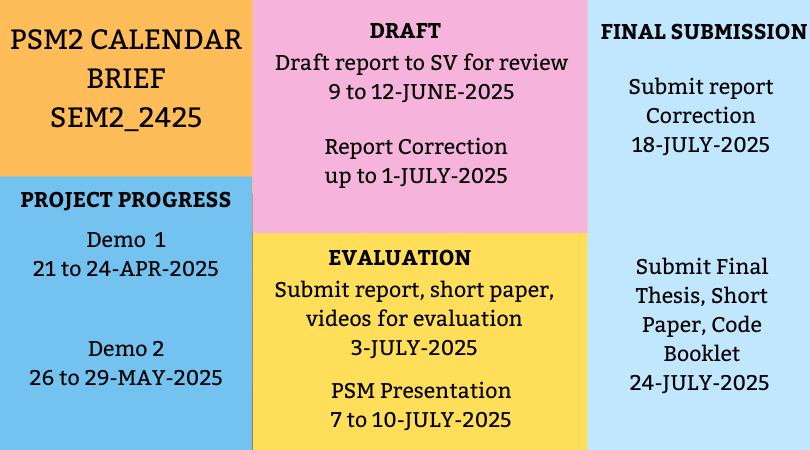 PSM2 CALENDAR
BRIEF
SEM2_2425
PROJECT PROGRESS
Demo 1
21 to 24-APR-2025
Demo 2
26 to 29-MAY-2025
DRAFT
Draft report to SV for review
9 to 12-JUNE-2025
Report Correction
up to 1-JULY-2025
EVALUATION
Submit report, short paper,
videos for evaluation
3-JULY-2025
PSM Presentation
7 to 10-JULY-2025
FINAL SUBMISSION
Submit report
Correction
18-JULY-2025
Submit Final
Thesis, Short
Paper, Code
Booklet
24-JULY-2025